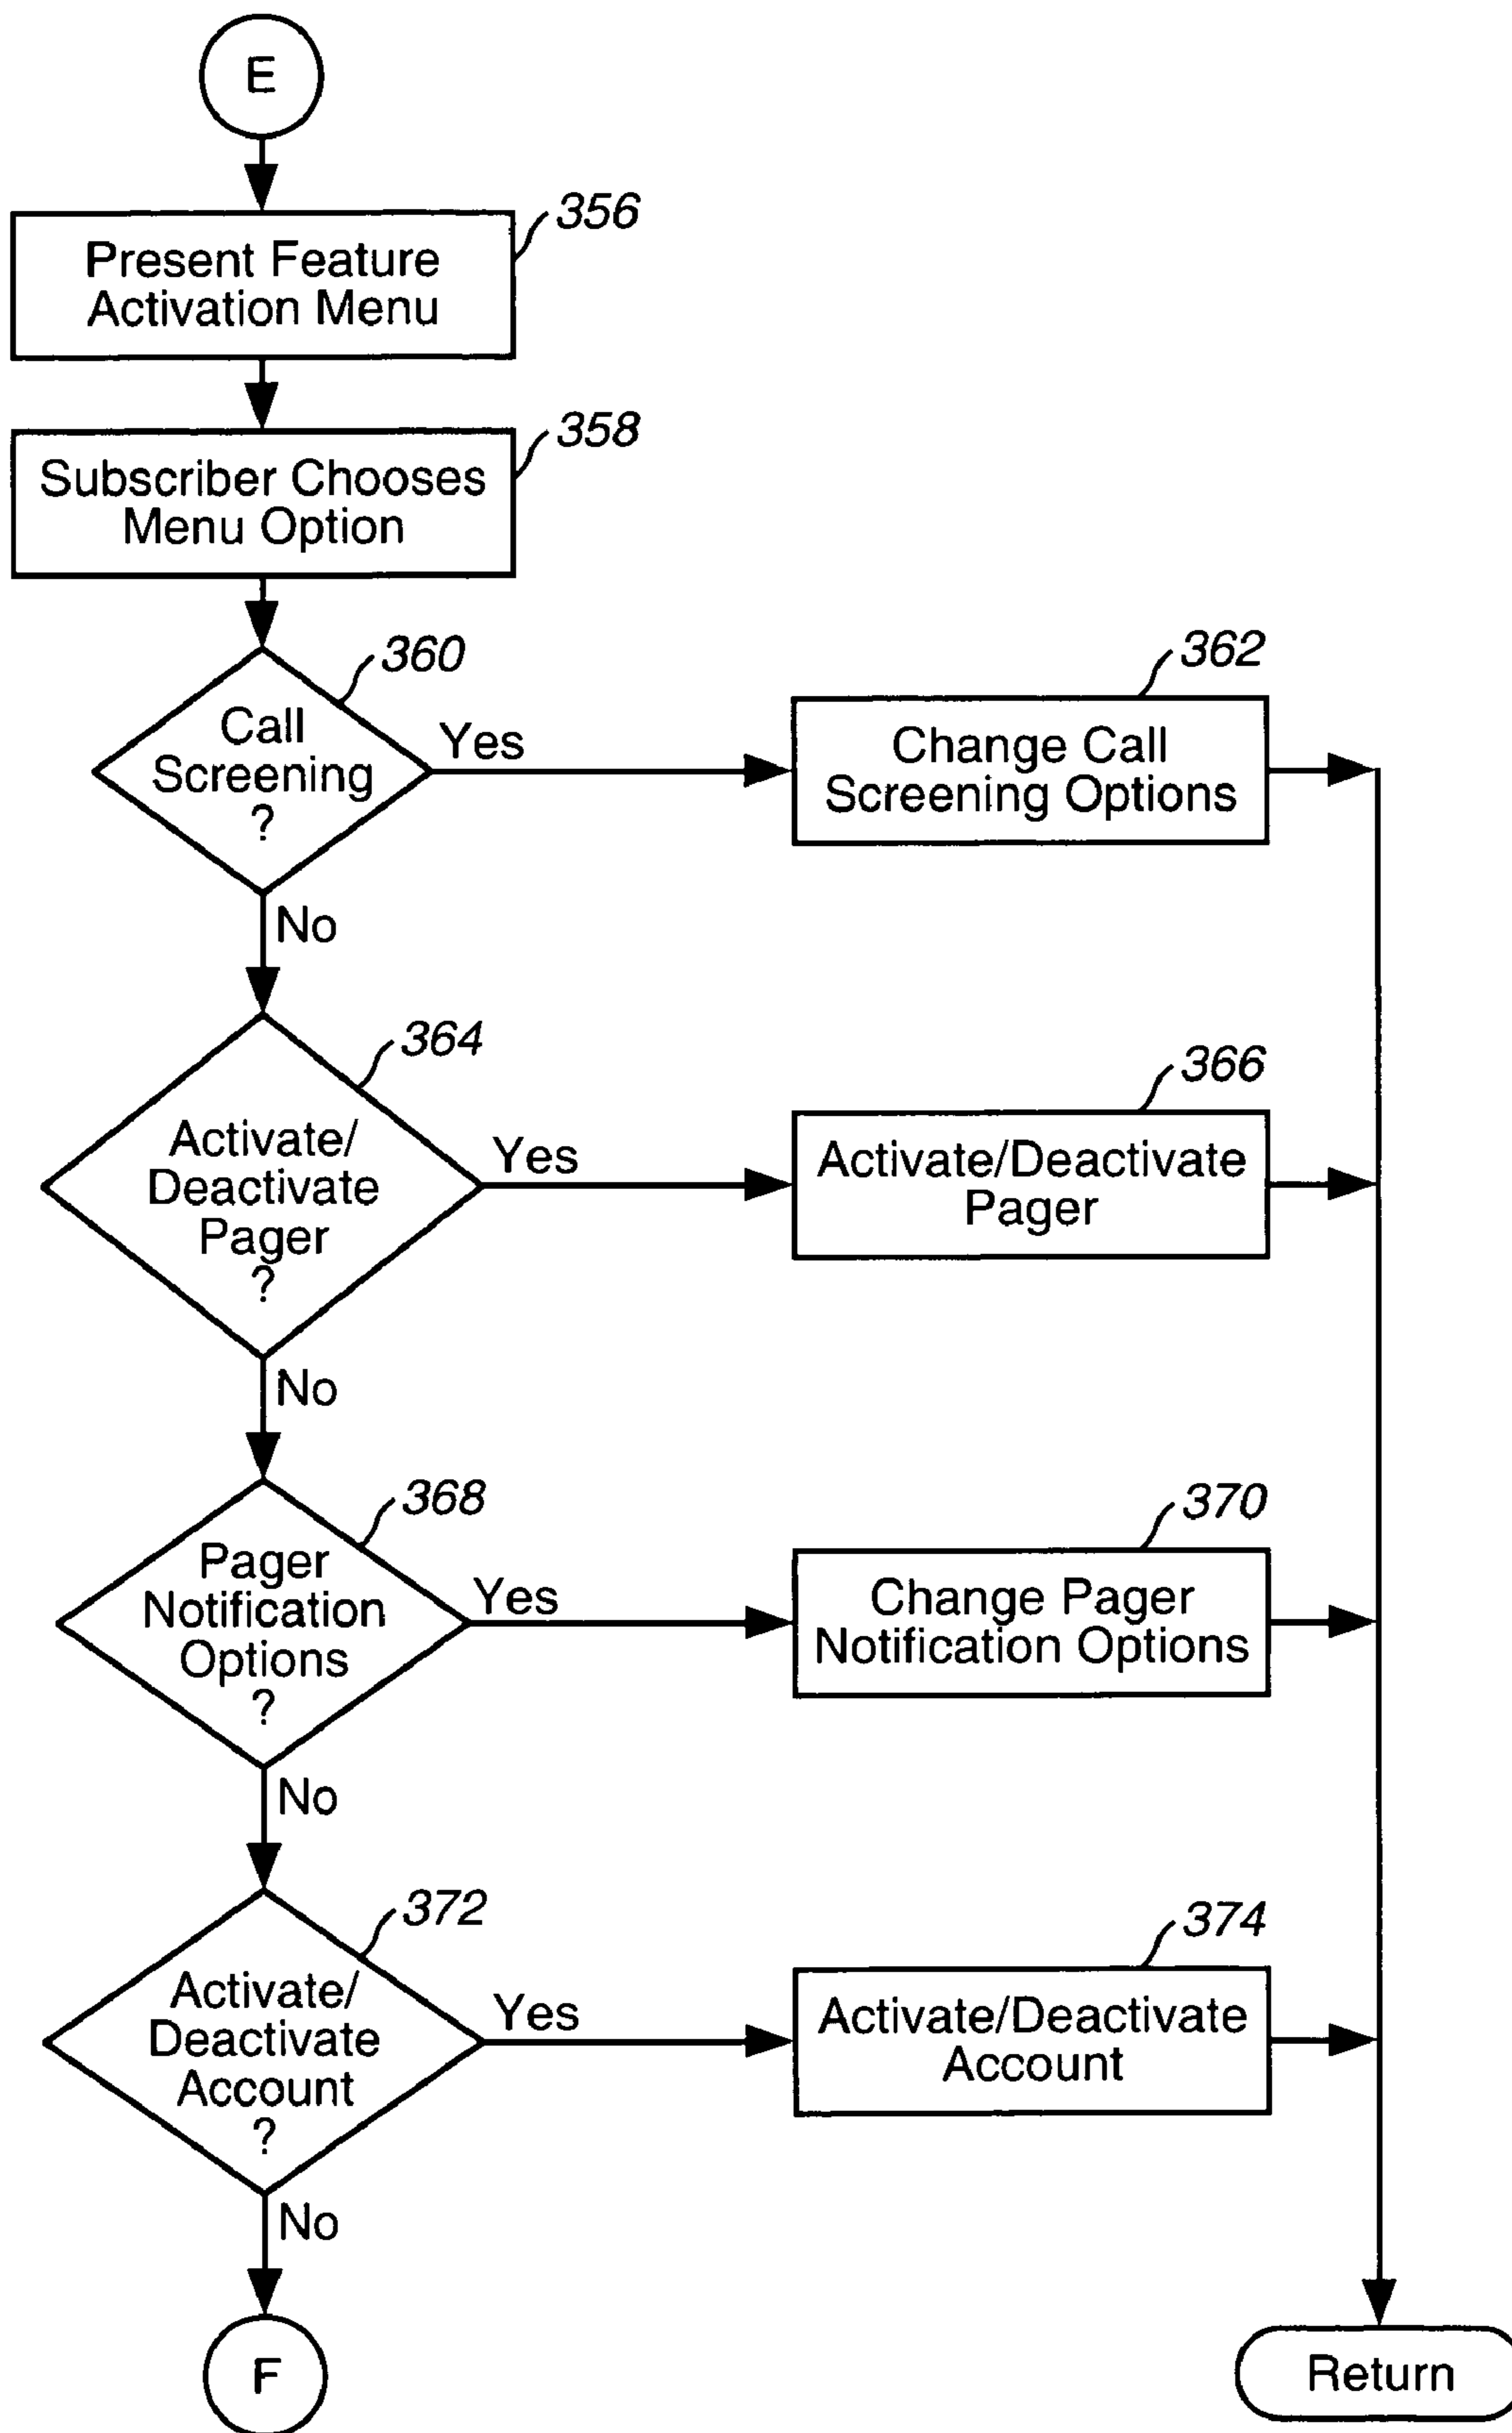 E
356
Present Feature
Activation Menu
358
Subscriber Chooses
Menu Option
360
Call
Screening
?
Yes
362
Change Call
Screening Options
No
364
Activate/
Deactivate
Pager
?
Yes
366
Activate/Deactivate
Pager
No
368
Pager
Notification
Options
?
Yes
370
Change Pager
Notification Options
No
372
Activate/
Deactivate
Account
?
Yes
374
Activate/Deactivate
Account
No
F
Return